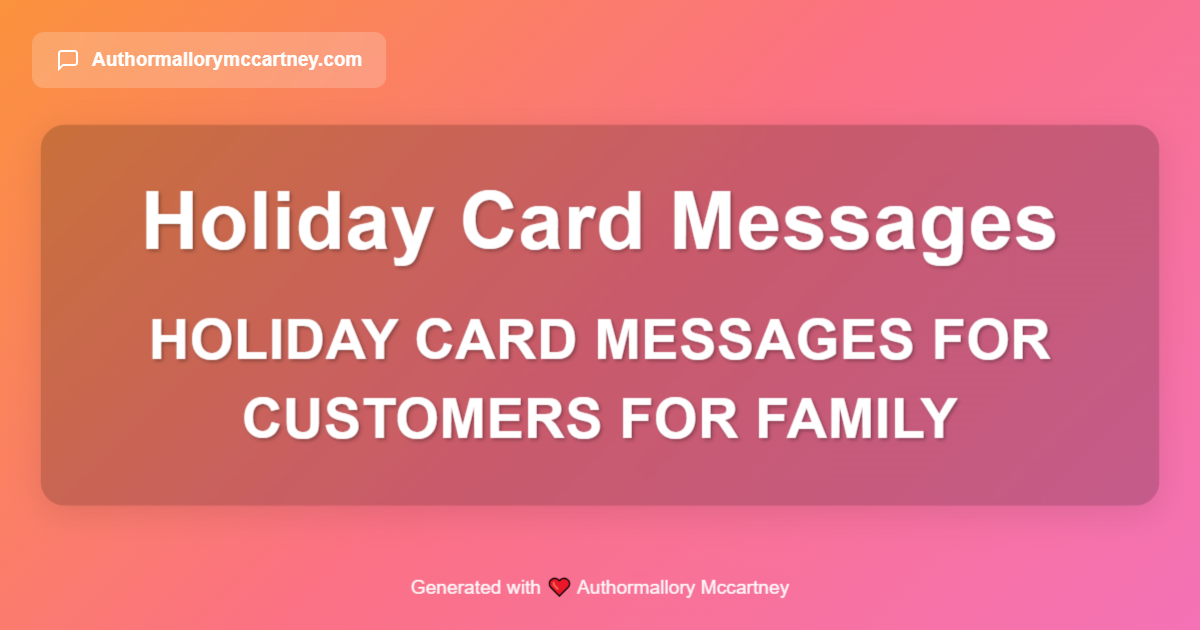 Authormallorymccartney.com
Holiday Card Messages
HOLIDAY CARD MESSAGES FOR
CUSTOMERS FOR FAMILY
Generated with ❤️ Authormallory Mccartney